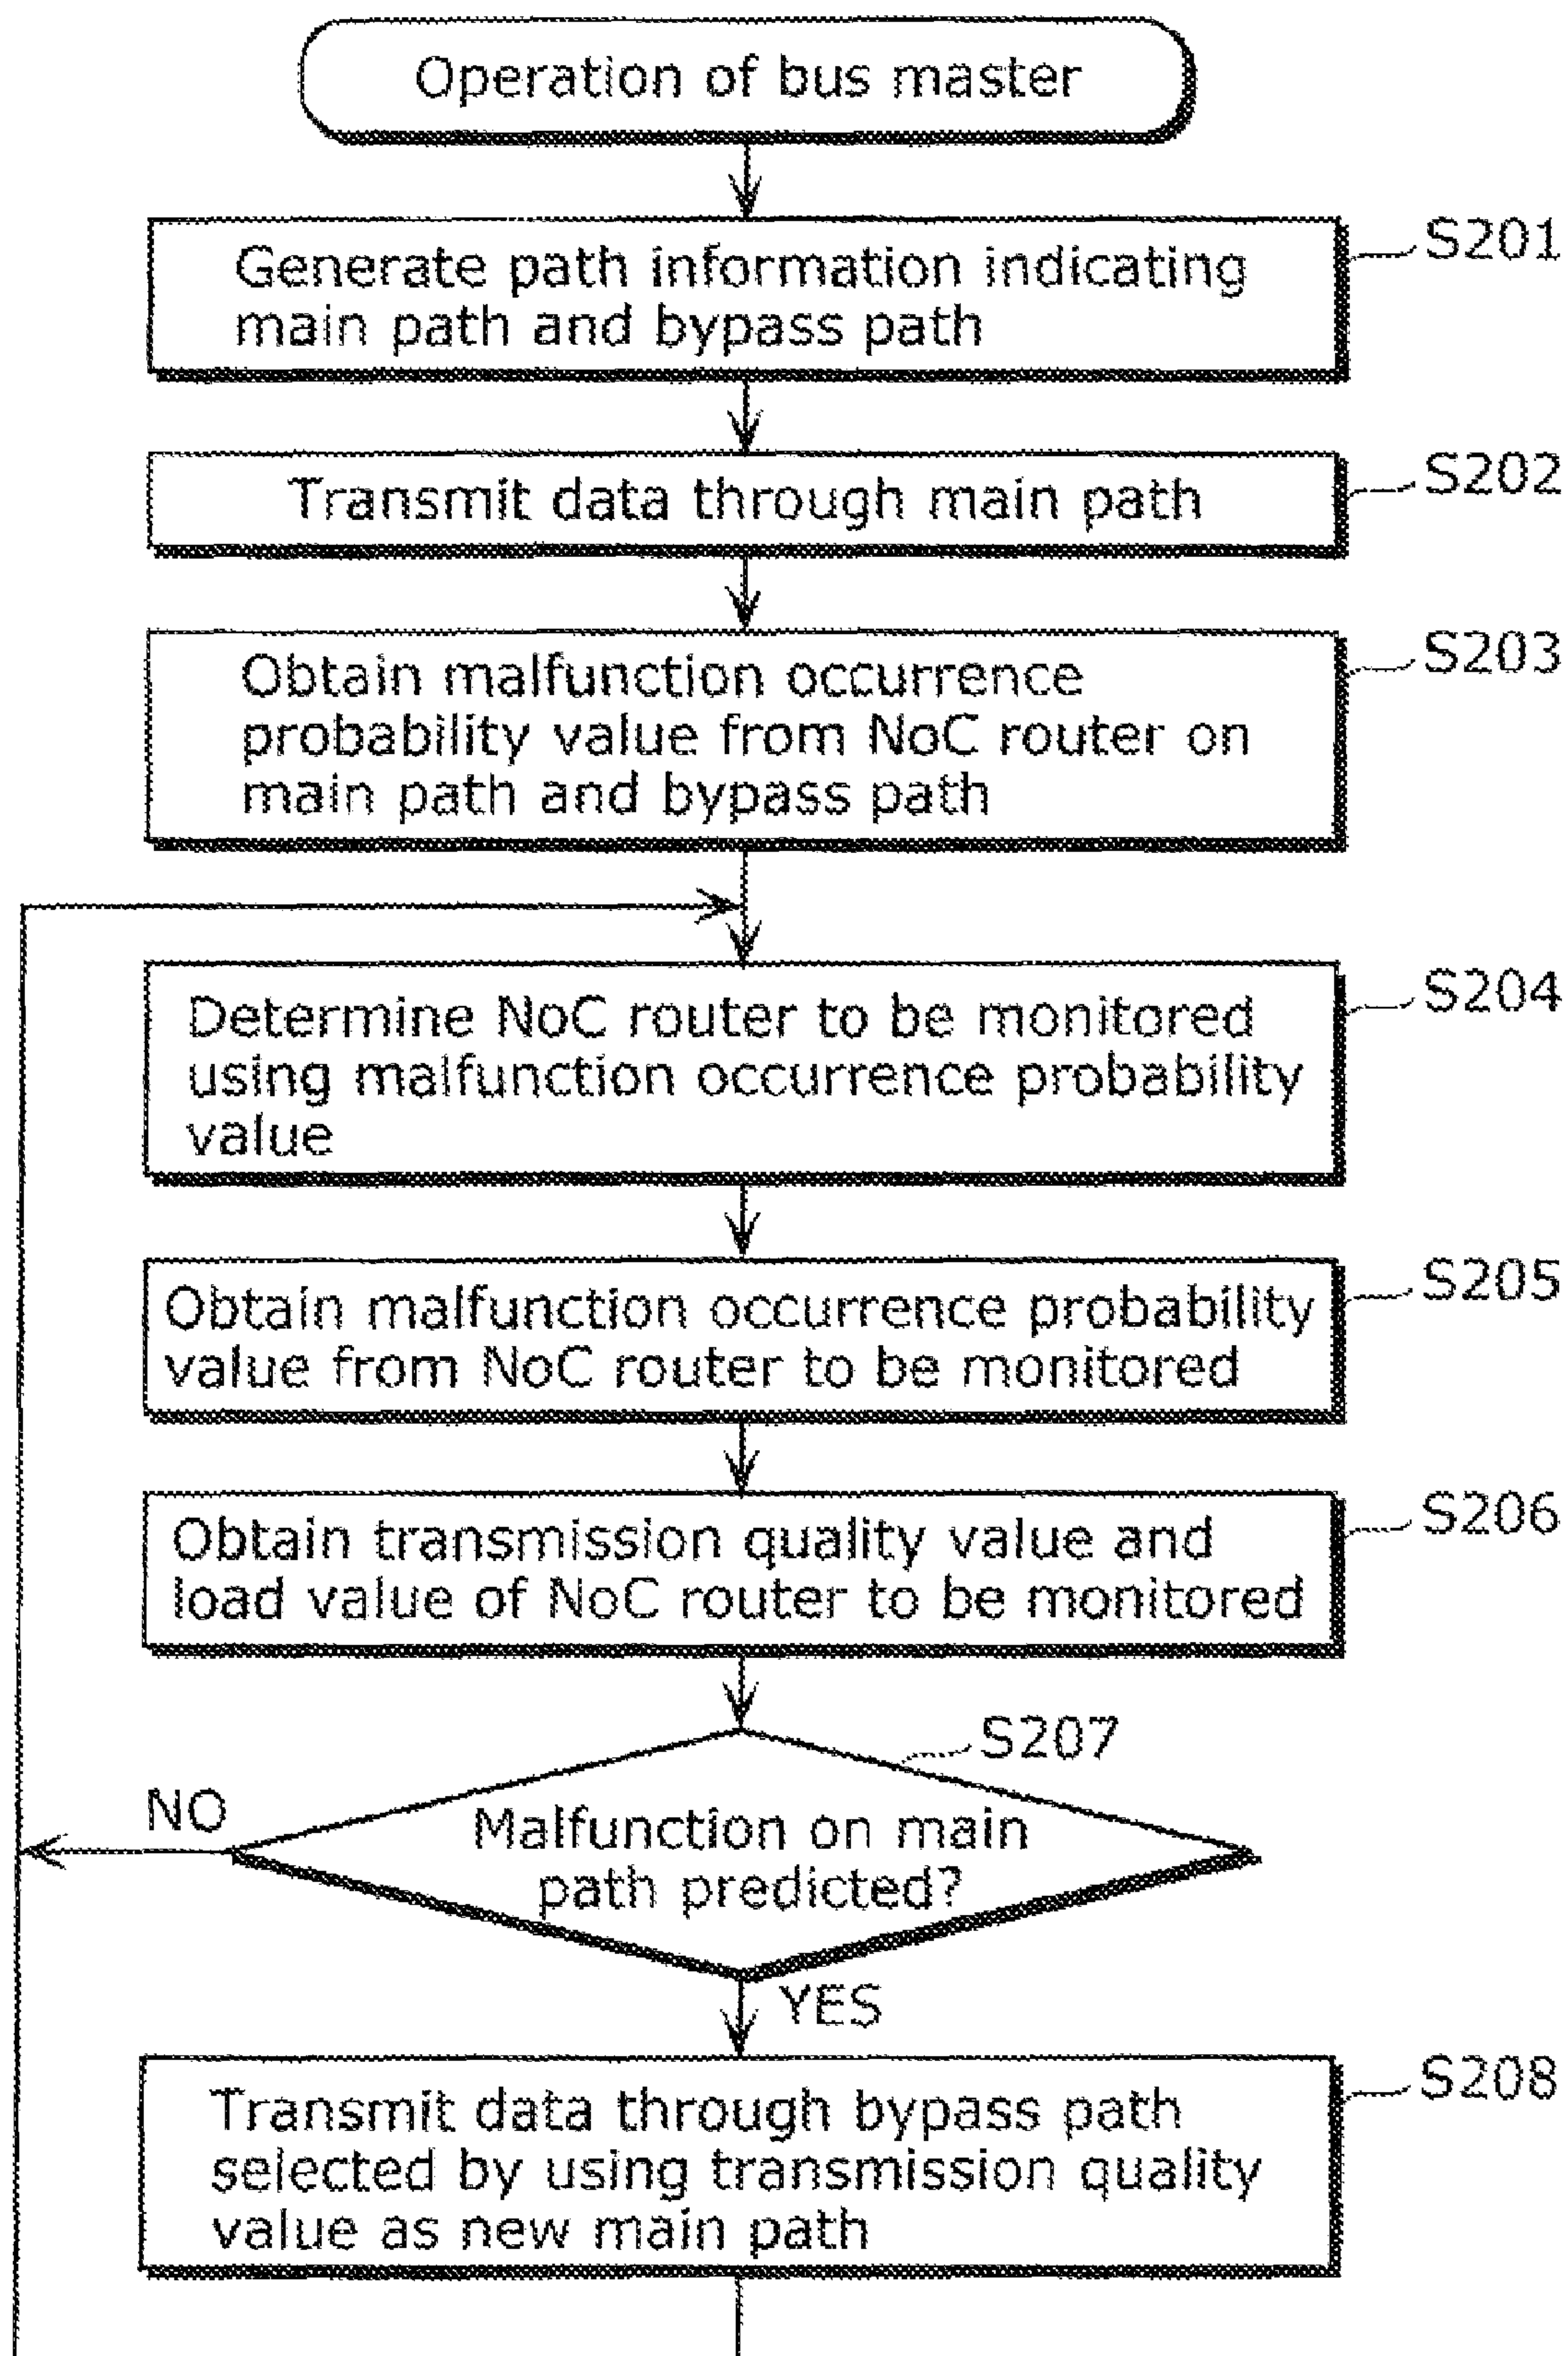 Operation of bus master
Generate path information indicating
main path and bypass path
S201
Transmit data through main path
S202
Obtain malfunction occurrence
probability value from NoC router on
main path and bypass path
S203
Determine NoC router to be monitored
using malfunction occurrence probability
value
S204
Obtain malfunction occurrence probability
value from NoC router to be monitored
S205
Obtain transmission quality value and
load value of NoC router to be monitored
S206
S207
NO
Malfunction on main
path predicted?
YES
Transmit data through bypass path
selected by using transmission quality
value as new main path
S208